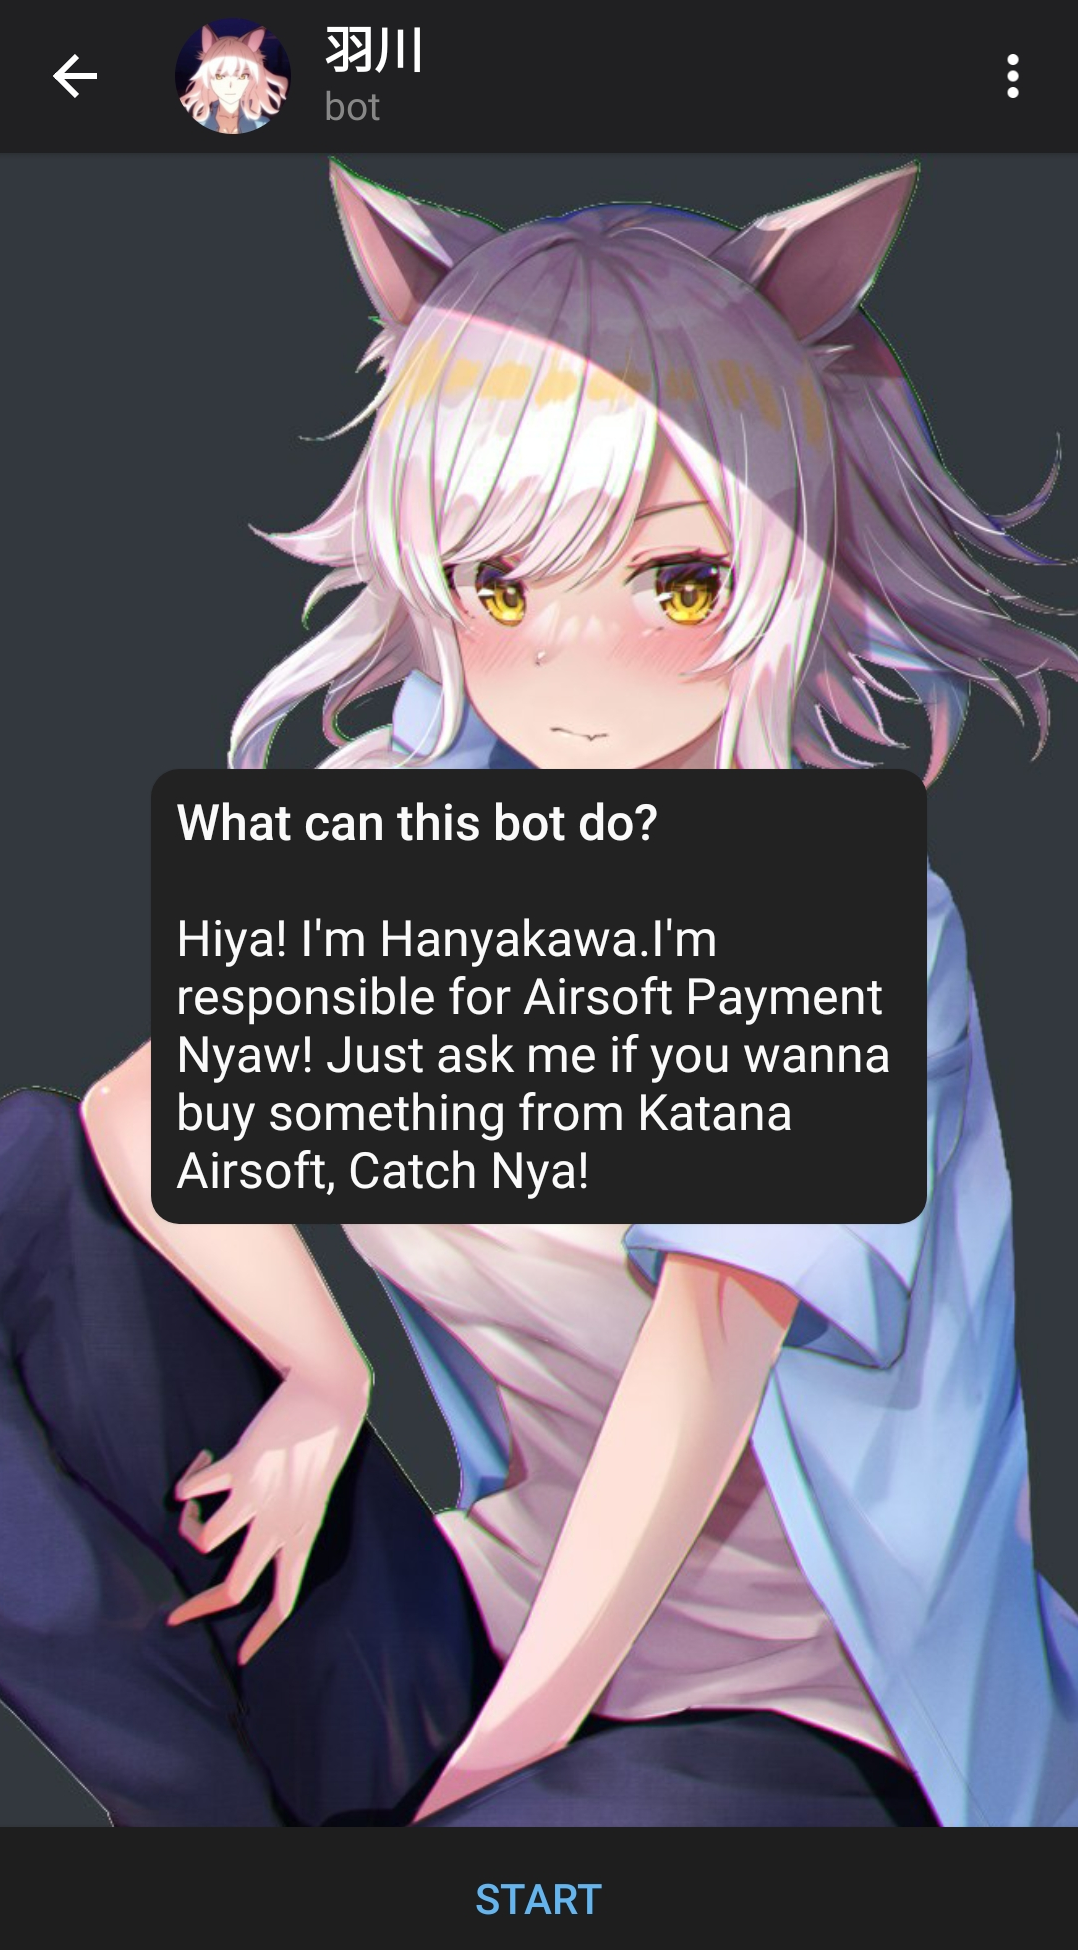 羽川
bot
What can this bot do?
Hiya! I'm Hanyakawa.I'm
responsible for Airsoft Payment
Nyaw! Just ask me if you wanna
buy something from Katana
Airsoft, Catch Nya!
START